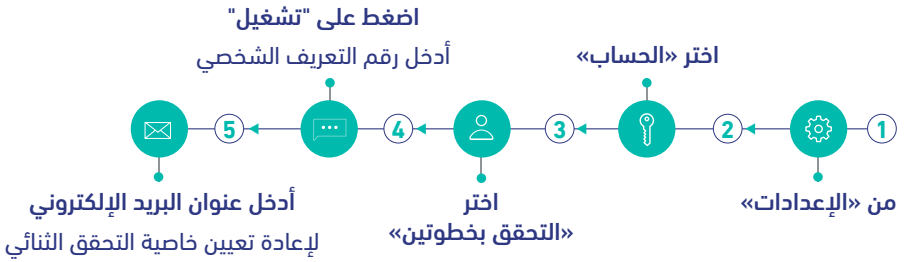 1
من «الإعدادات»
2
اختر «الحساب»
3
اختر
«التحقق بخطوتين»
4
اضغط على "تشغيل"
أدخل رقم التعريف الشخصي
5
أدخل عنوان البريد الإلكتروني
لإعادة تعيين خاصية التحقق الثنائي